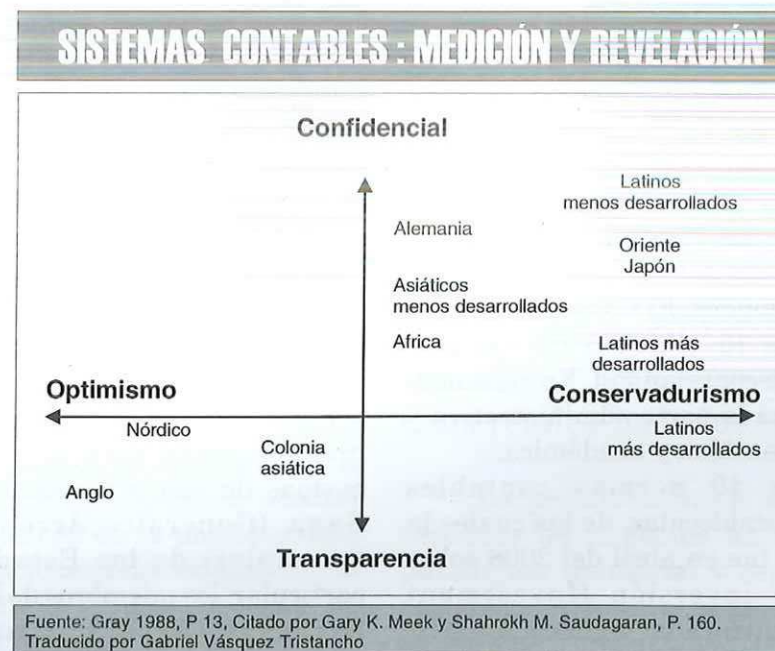 SISTEMAS CONTABLES : MEDICIÓN Y REVELACIÓN
Confidencial
Latinos
menos desarrollados
Alemania
Oriente
Japón
Asiáticos
menos desarrollados
Africa
Latinos más
desarrollados
Optimismo
Conservadurismo
Nórdico
Colonia
asiática
Latinos
más desarrollados
Anglo
Transparencia
Fuente: Gray 1988, P 13, Citado por Gary K. Meek y Shahrokh M. Saudagaran, P. 160.
Traducido por Gabriel Vásquez Tristancho